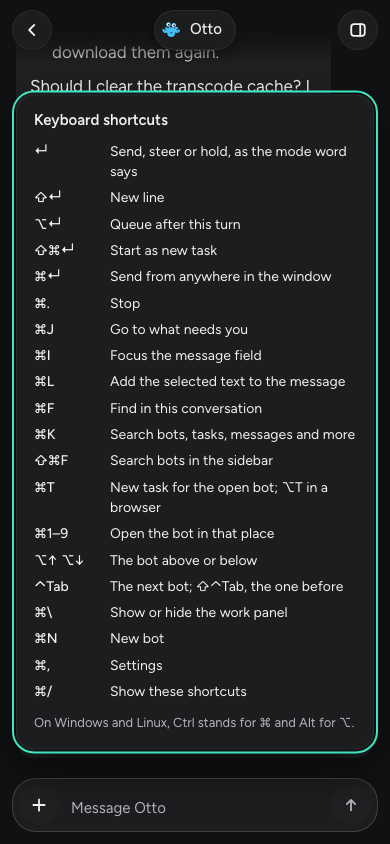 Otto
download them again.
Should I clear the transcode cache? I
Keyboard shortcuts
↵ Send, steer or hold, as the mode word
says
⇧↵ New line
⌥↵ Queue after this turn
⇧⌘↵ Start as new task
⌘↵ Send from anywhere in the window
⌘. Stop
⌘J Go to what needs you
⌘I Focus the message field
⌘L Add the selected text to the message
⌘F Find in this conversation
⌘K Search bots, tasks, messages and more
⇧⌘F Search bots in the sidebar
⌘T New task for the open bot; ⌥T in a
browser
⌘1–9 Open the bot in that place
⌥↑ ⌥↓ The bot above or below
^Tab The next bot; ⇧^Tab, the one before
⌘\ Show or hide the work panel
⌘N New bot
⌘, Settings
⌘/ Show these shortcuts
On Windows and Linux, Ctrl stands for ⌘ and Alt for ⌥.
Message Otto